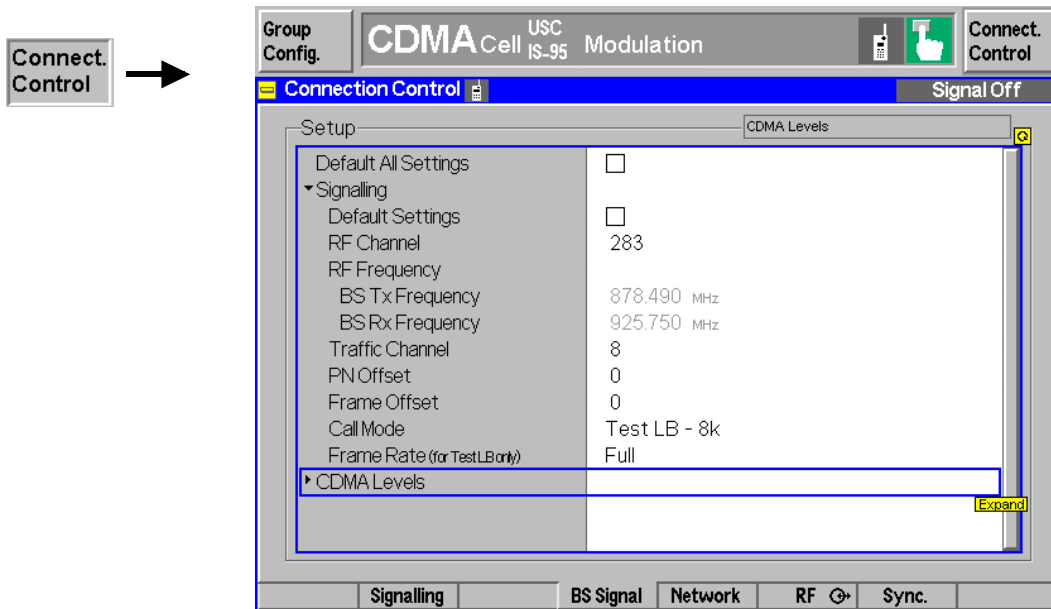 Connect.
Control
Group
Config.
CDMA Cell USC IS-95 Modulation
Connect.
Control
Connection Control
Signal Off
Setup
CDMA Levels
Default All Settings
Signalling
Default Settings
RF Channel 283
RF Frequency
BS Tx Frequency 878.490 MHz
BS Rx Frequency 925.750 MHz
Traffic Channel 8
PN Offset 0
Frame Offset 0
Call Mode Test LB - 8k
Frame Rate (for Test LB only) Full
CDMA Levels
Expand
Signalling BS Signal Network RF Sync.